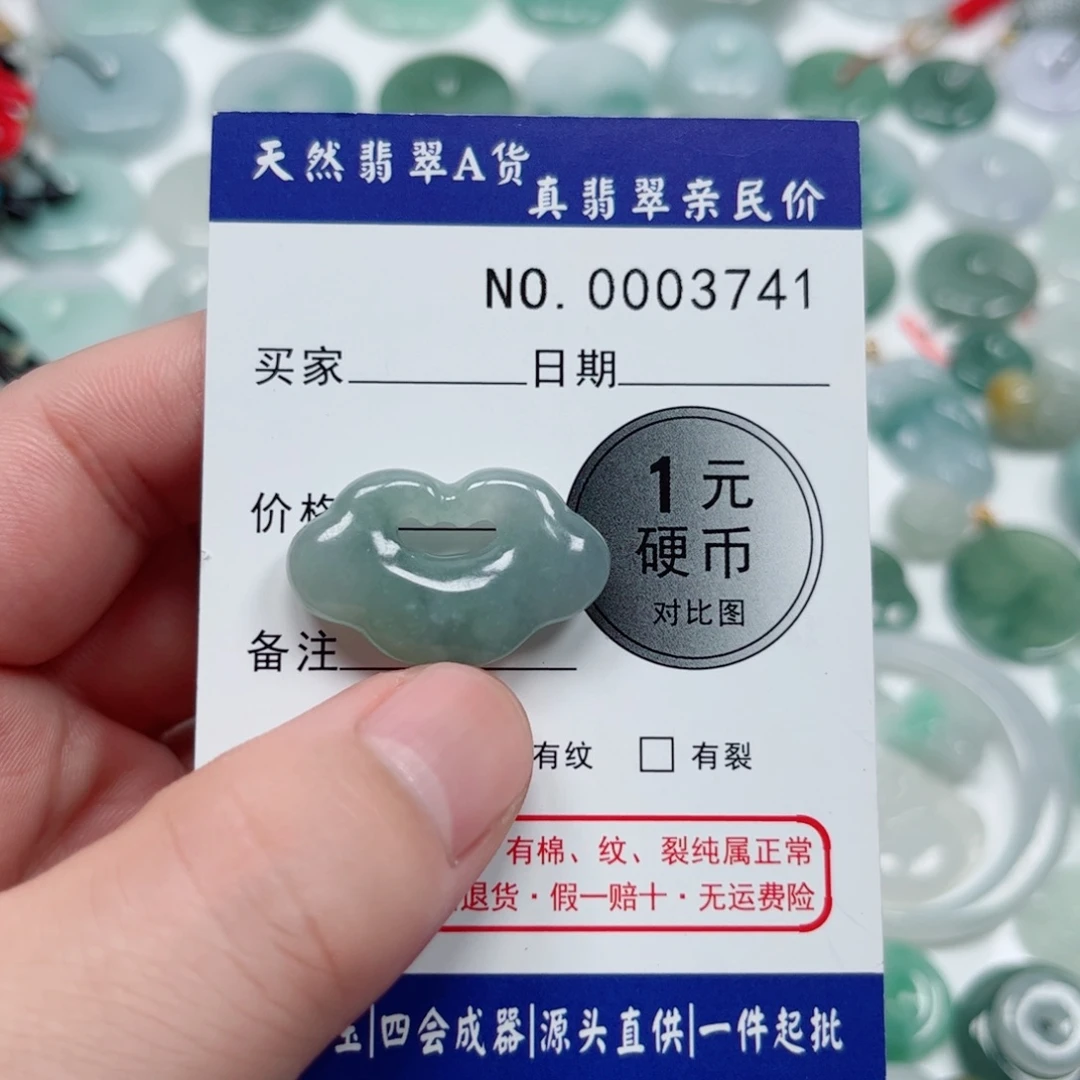 天然翡翠A货
真翡翠亲民价
NO. 0003741
买家 日期
价格
1元
硬币
对比图
备注
有纹 □ 有裂
有棉、纹、裂纯属正常
退货·假一赔十·无运费险
玉|四会成器|源头直供|一件起批